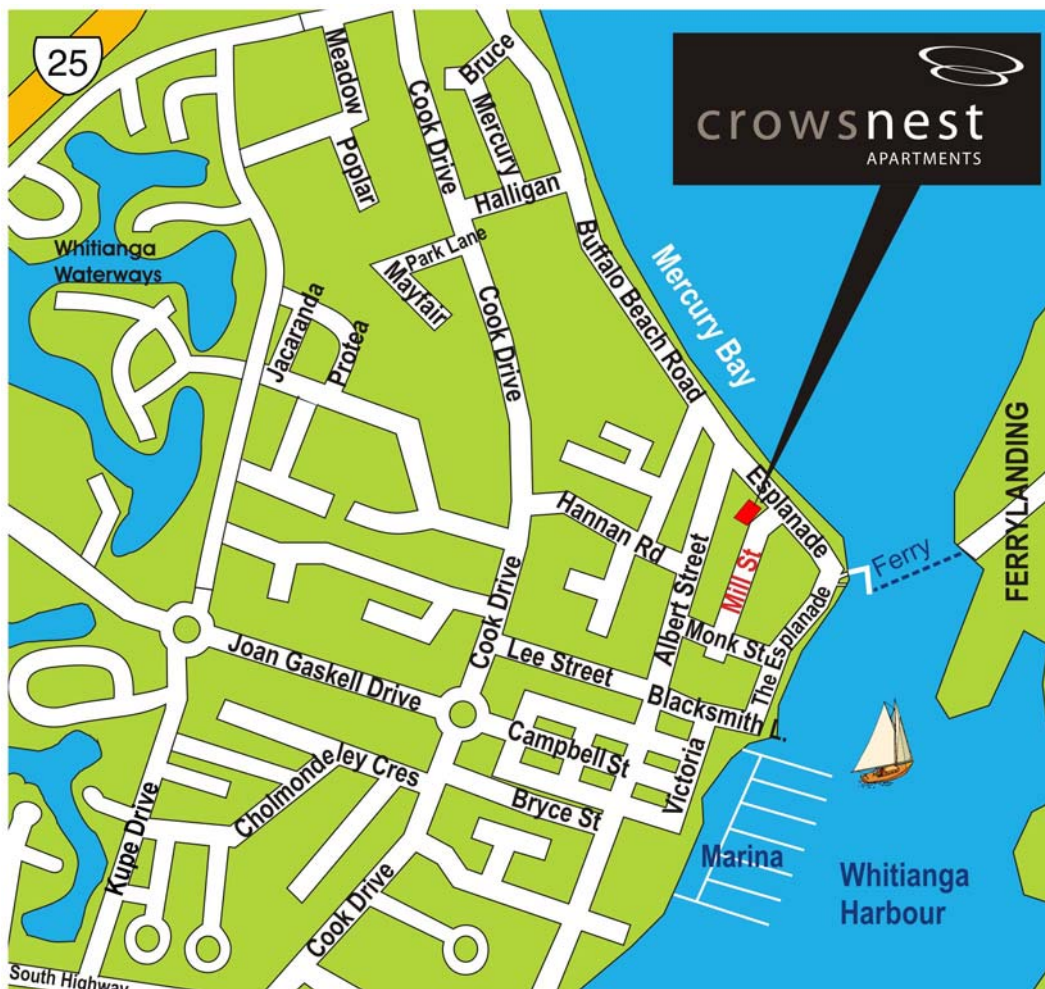 25
crowsnest
APARTMENTS
Meadow
Poplar
Cook Drive
Bruce
Mercury
Halligan
Park Lane
Mayfair
Whitianga
Waterways
Jacaranda
Protea
Cook Drive
Buffalo Beach Road
Mercury Bay
Esplanade
Hannan Rd
Albert Street
Mill St
Ferry
FERRYLANDING
Monk St
The Esplanade
Cook Drive
Lee Street
Blacksmith L.
Joan Gaskell Drive
Campbell St
Victoria
Cholmonde
ley Cres
Bryce St
Kupe Drive
Cook Drive
Marina
Whitianga
Harbour
South Highway